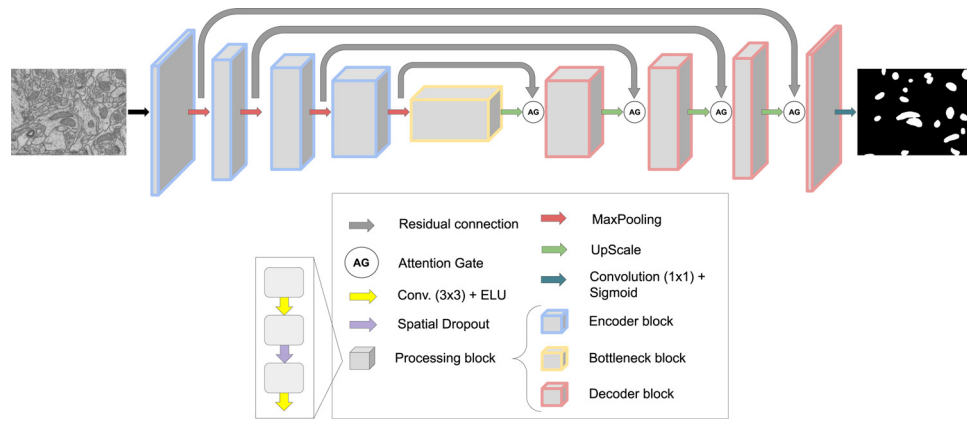 AG
AG
AG
AG
Residual connection
MaxPooling
AG
Attention Gate
UpScale
Conv. (3x3) + ELU
Convolution (1x1) +
Sigmoid
Spatial Dropout
Encoder block
Processing block
Bottleneck block
Decoder block